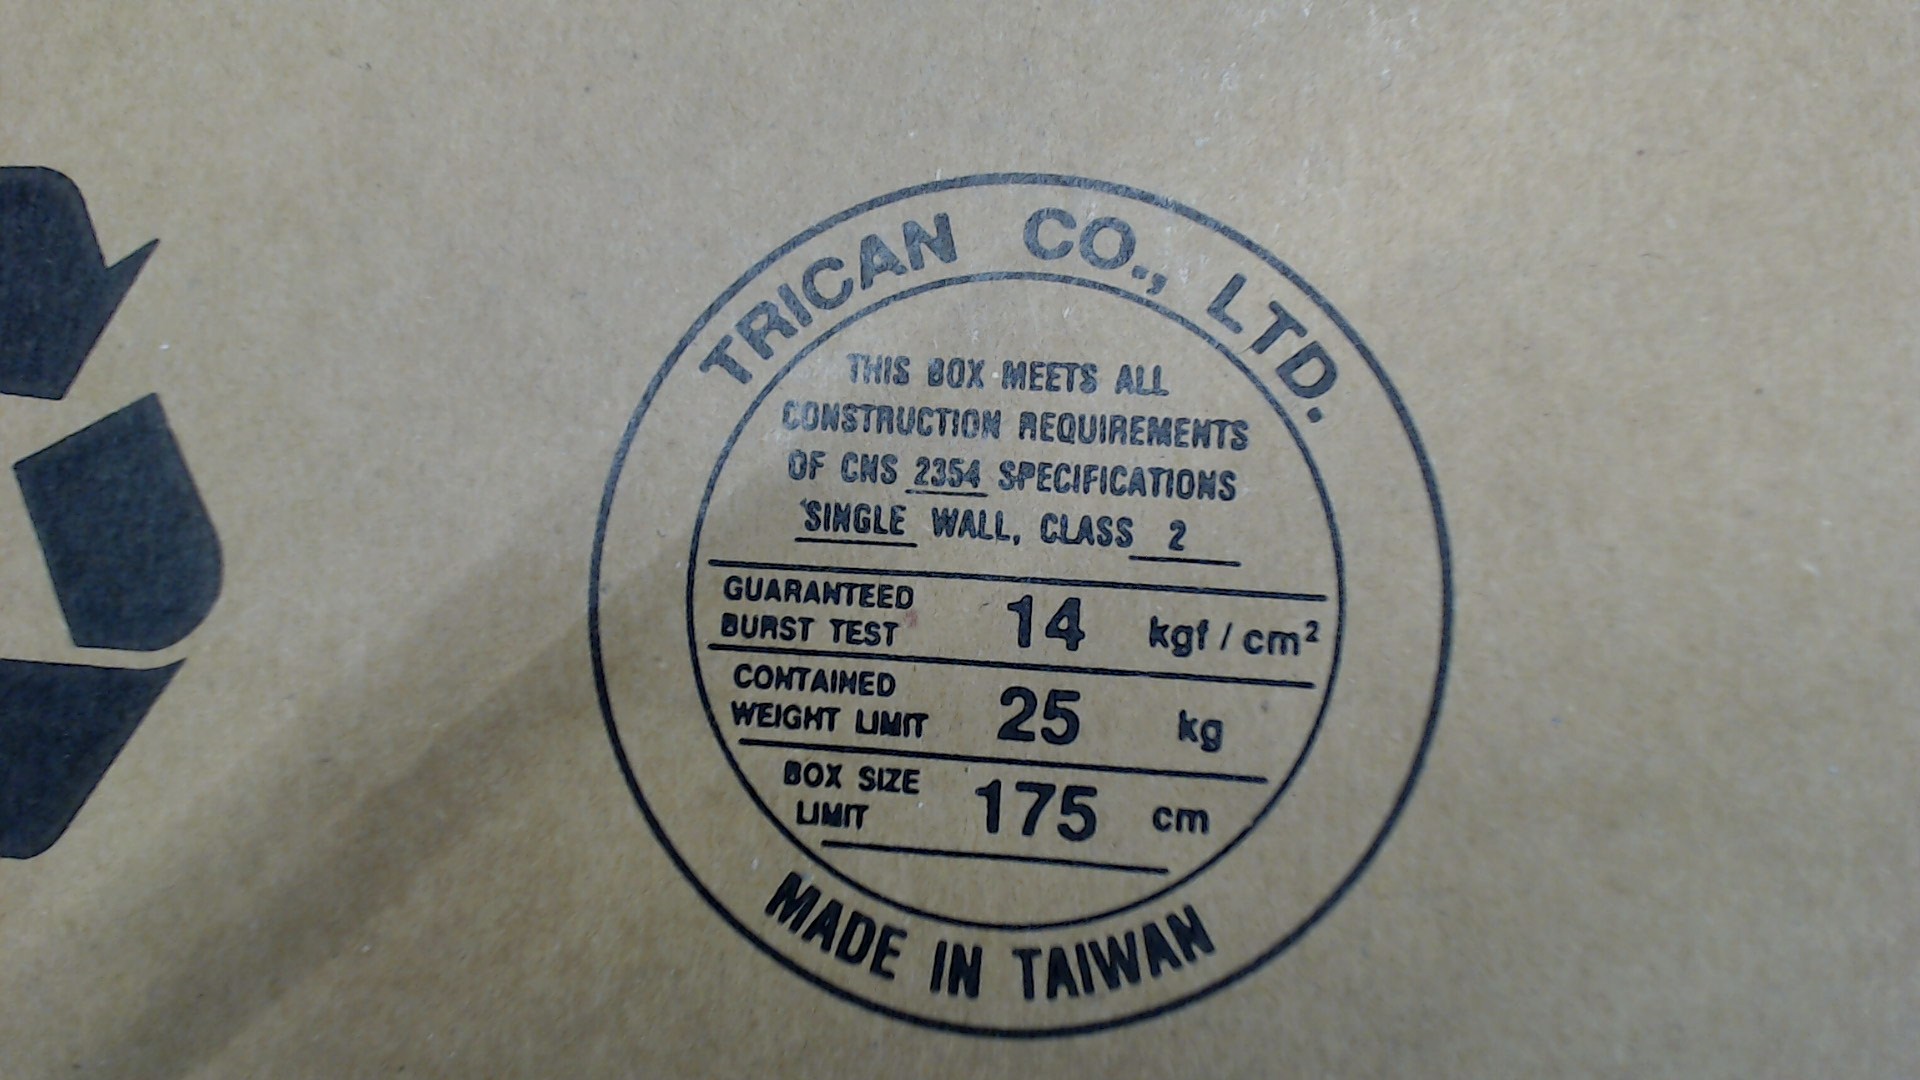 TRICAN CO., LTD.
THIS BOX MEETS ALL
CONSTRUCTION REQUIREMENTS
OF CNS 2354 SPECIFICATIONS
SINGLE WALL, CLASS 2
GUARANTEED
BURST TEST 14 kgf / cm²
CONTAINED
WEIGHT LIMIT 25 kg
BOX SIZE
LIMIT 175 cm
MADE IN TAIWAN